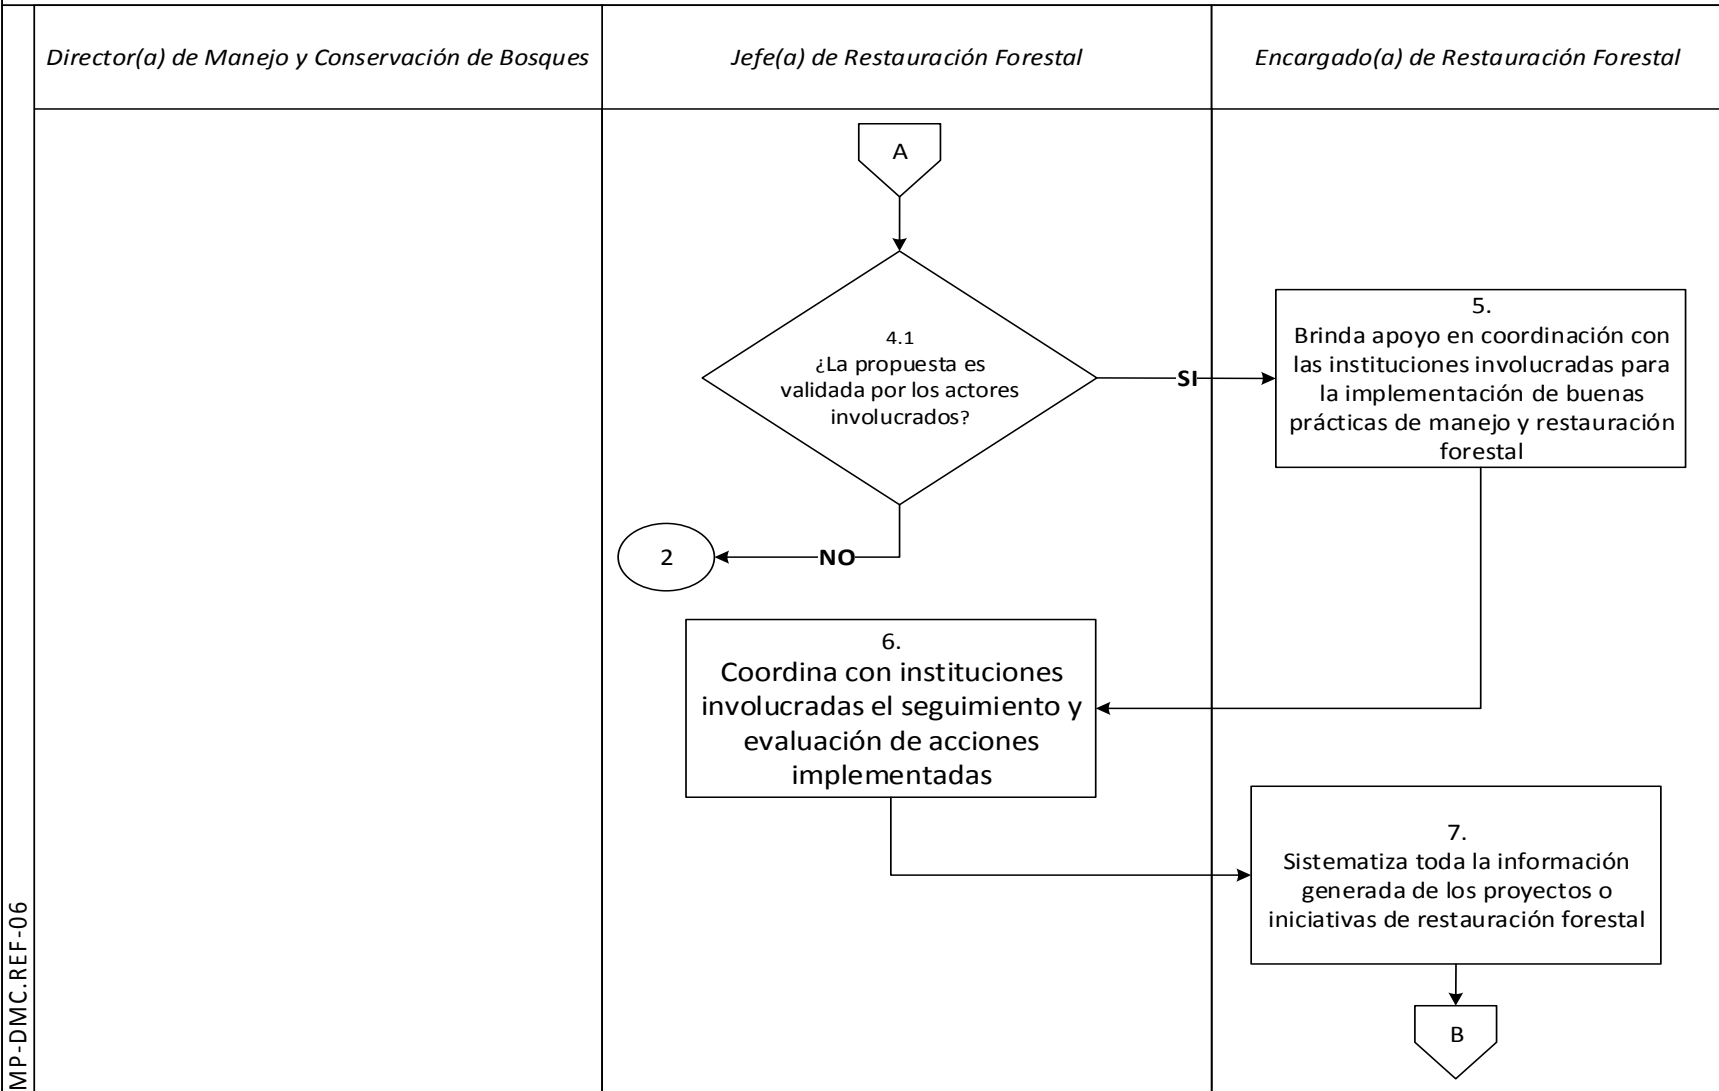 Director(a) de Manejo y Conservación de Bosques
Jefe(a) de Restauración Forestal
Encargado(a) de Restauración Forestal
A
4.1
¿La propuesta es
validada por los actores
involucrados?
SI
5.
Brinda apoyo en coordinación con
las instituciones involucradas para
la implementación de buenas
prácticas de manejo y restauración
forestal
NO
2
6.
Coordina con instituciones
involucradas el seguimiento y
evaluación de acciones
implementadas
7.
Sistematiza toda la información
generada de los proyectos o
iniciativas de restauración forestal
B
MP-DMC.REF-06